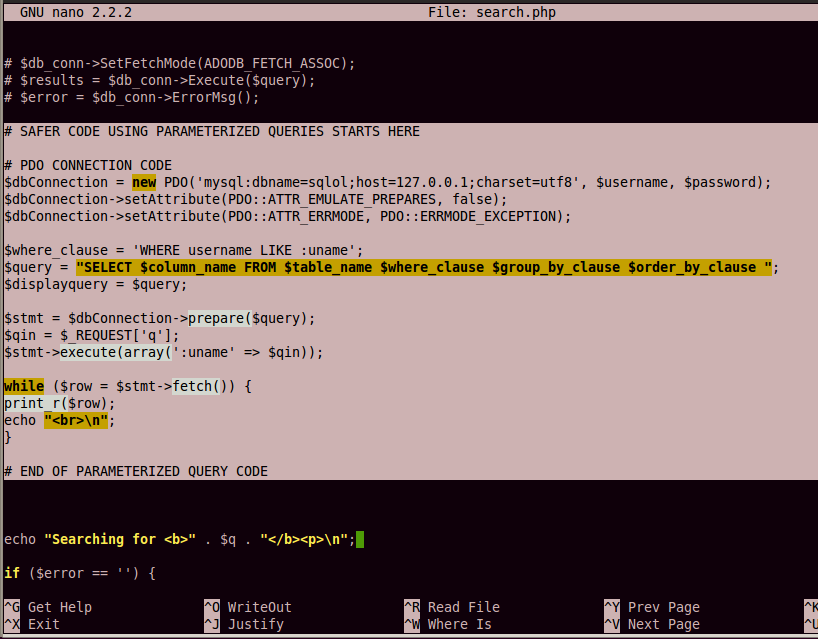 GNU nano 2.2.2 File: search.php
# $db_conn->SetFetchMode(ADODB_FETCH_ASSOC);
# $results = $db_conn->Execute($query);
# $error = $db_conn->ErrorMsg();
# SAFER CODE USING PARAMETERIZED QUERIES STARTS HERE
# PDO CONNECTION CODE
$dbConnection = new PDO('mysql:dbname=sqlol;host=127.0.0.1;charset=utf8', $username, $password);
$dbConnection->setAttribute(PDO::ATTR_EMULATE_PREPARES, false);
$dbConnection->setAttribute(PDO::ATTR_ERRMODE, PDO::ERRMODE_EXCEPTION);
$where_clause = 'WHERE username LIKE :uname';
$query = "SELECT $column_name FROM $table_name $where_clause $group_by_clause $order_by_clause ";
$displayquery = $query;
$stmt = $dbConnection->prepare($query);
$qin = $_REQUEST['q'];
$stmt->execute(array(':uname' => $qin));
while ($row = $stmt->fetch()) {
print_r($row);
echo "<br>\n";
}
# END OF PARAMETERIZED QUERY CODE
echo "Searching for <b>" . $q . "</b><p>\n";
if ($error == '') {
^G Get Help ^O WriteOut ^R Read File ^Y Prev Page ^K
^X Exit ^J Justify ^W Where Is ^V Next Page ^U